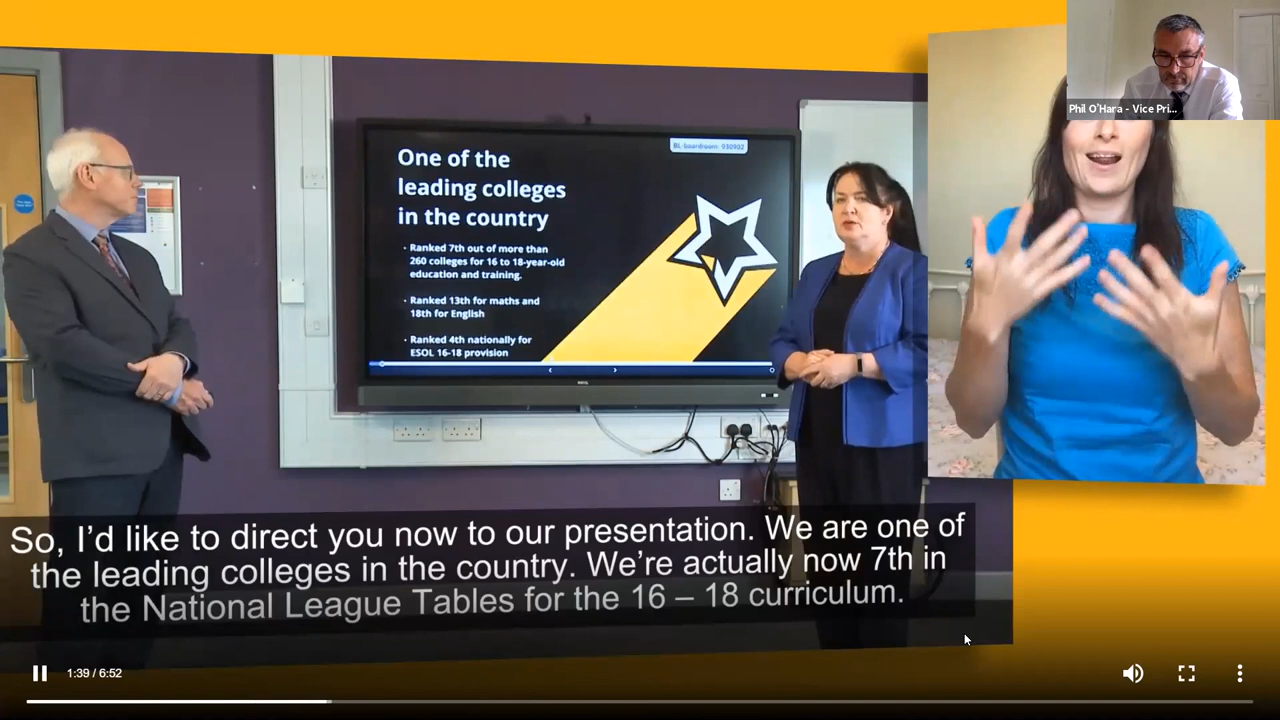 Phil O'Hara - Vice Pri...
BL-boardroom: 930902
One of the
leading colleges
in the country
· Ranked 7th out of more than
260 colleges for 16 to 18-year-old
education and training.
· Ranked 13th for maths and
18th for English
· Ranked 4th nationally for
ESOL 16-18 provision
So, I’d like to direct you now to our presentation. We are one of
the leading colleges in the country. We’re actually now 7th in
the National League Tables for the 16 – 18 curriculum.
1:39 / 6:52